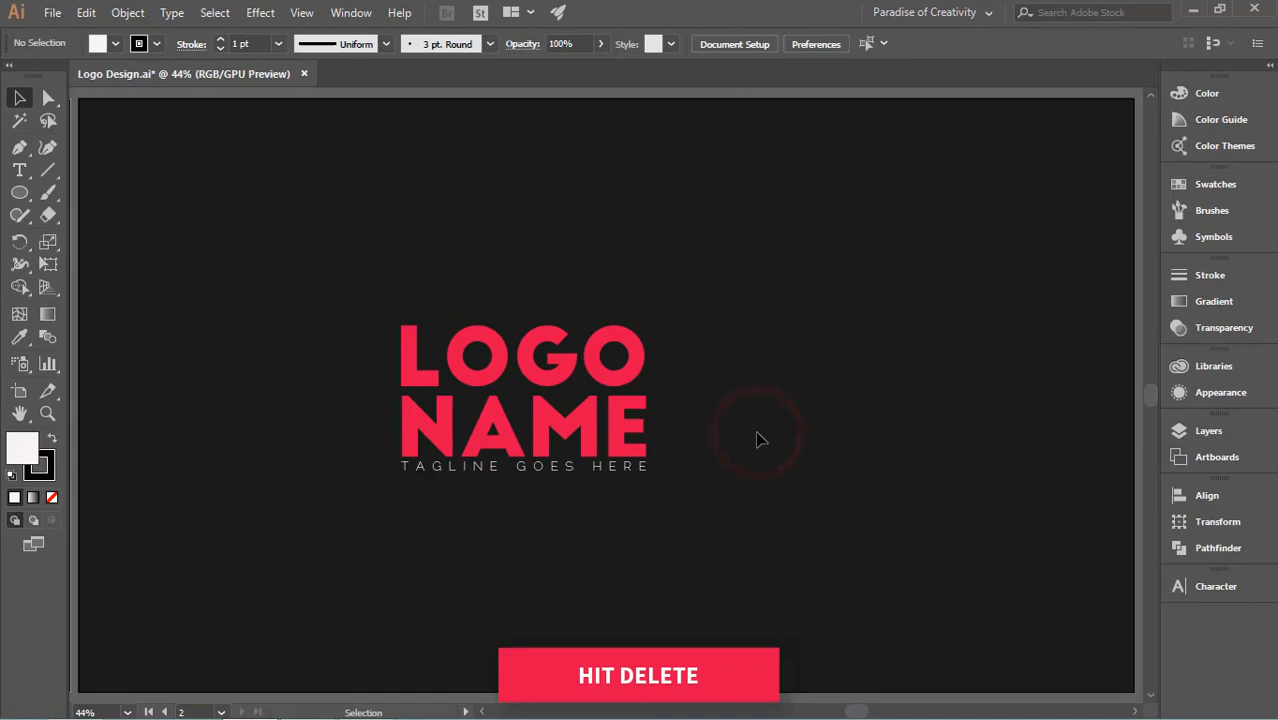 Ai File Edit Object Type Select Effect View Window Help Br St Paradise of Creativity Search Adobe Stock
No Selection Stroke: 1 pt Uniform 3 pt. Round Opacity: 100% Style: Document Setup Preferences
Logo Design.ai* @ 44% (RGB/GPU Preview) ×
Color
Color Guide
Color Themes
Swatches
Brushes
Symbols
Stroke
Gradient
Transparency
Libraries
Appearance
Layers
Artboards
Align
Transform
Pathfinder
Character
LOGO
NAME
TAGLINE GOES HERE
HIT DELETE
44% 2 Selection